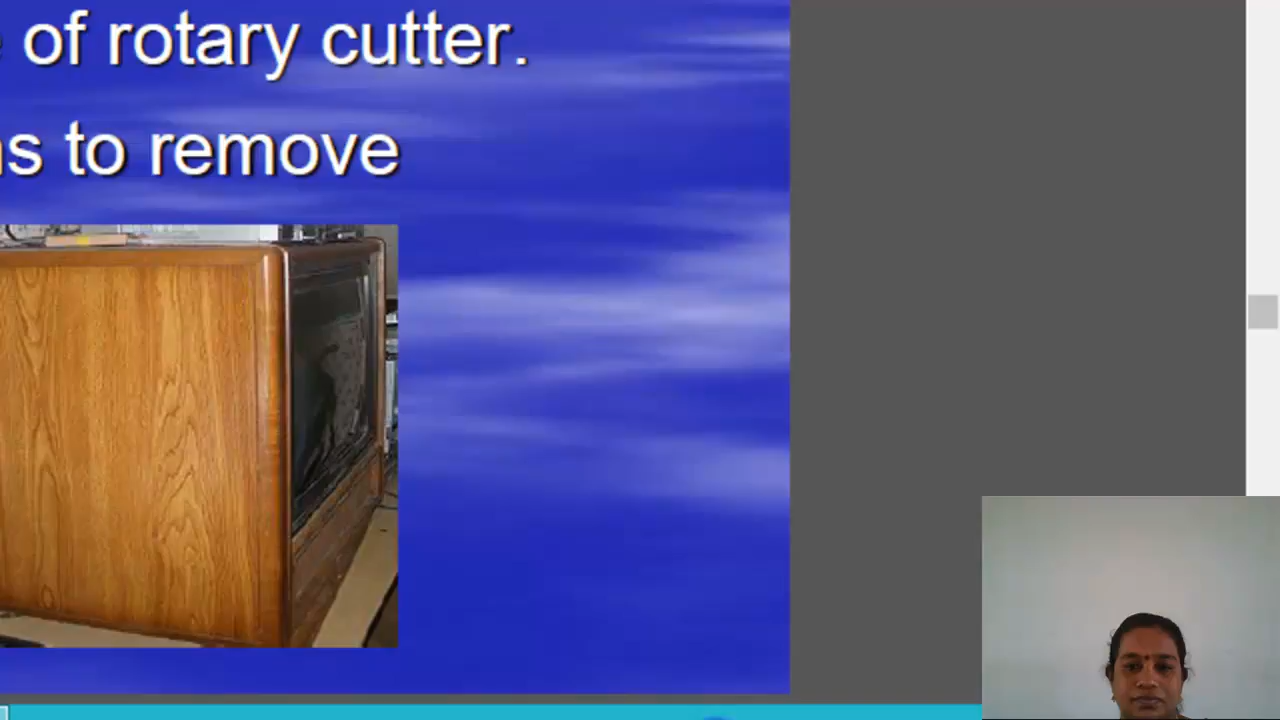 of rotary cutter.
to remove